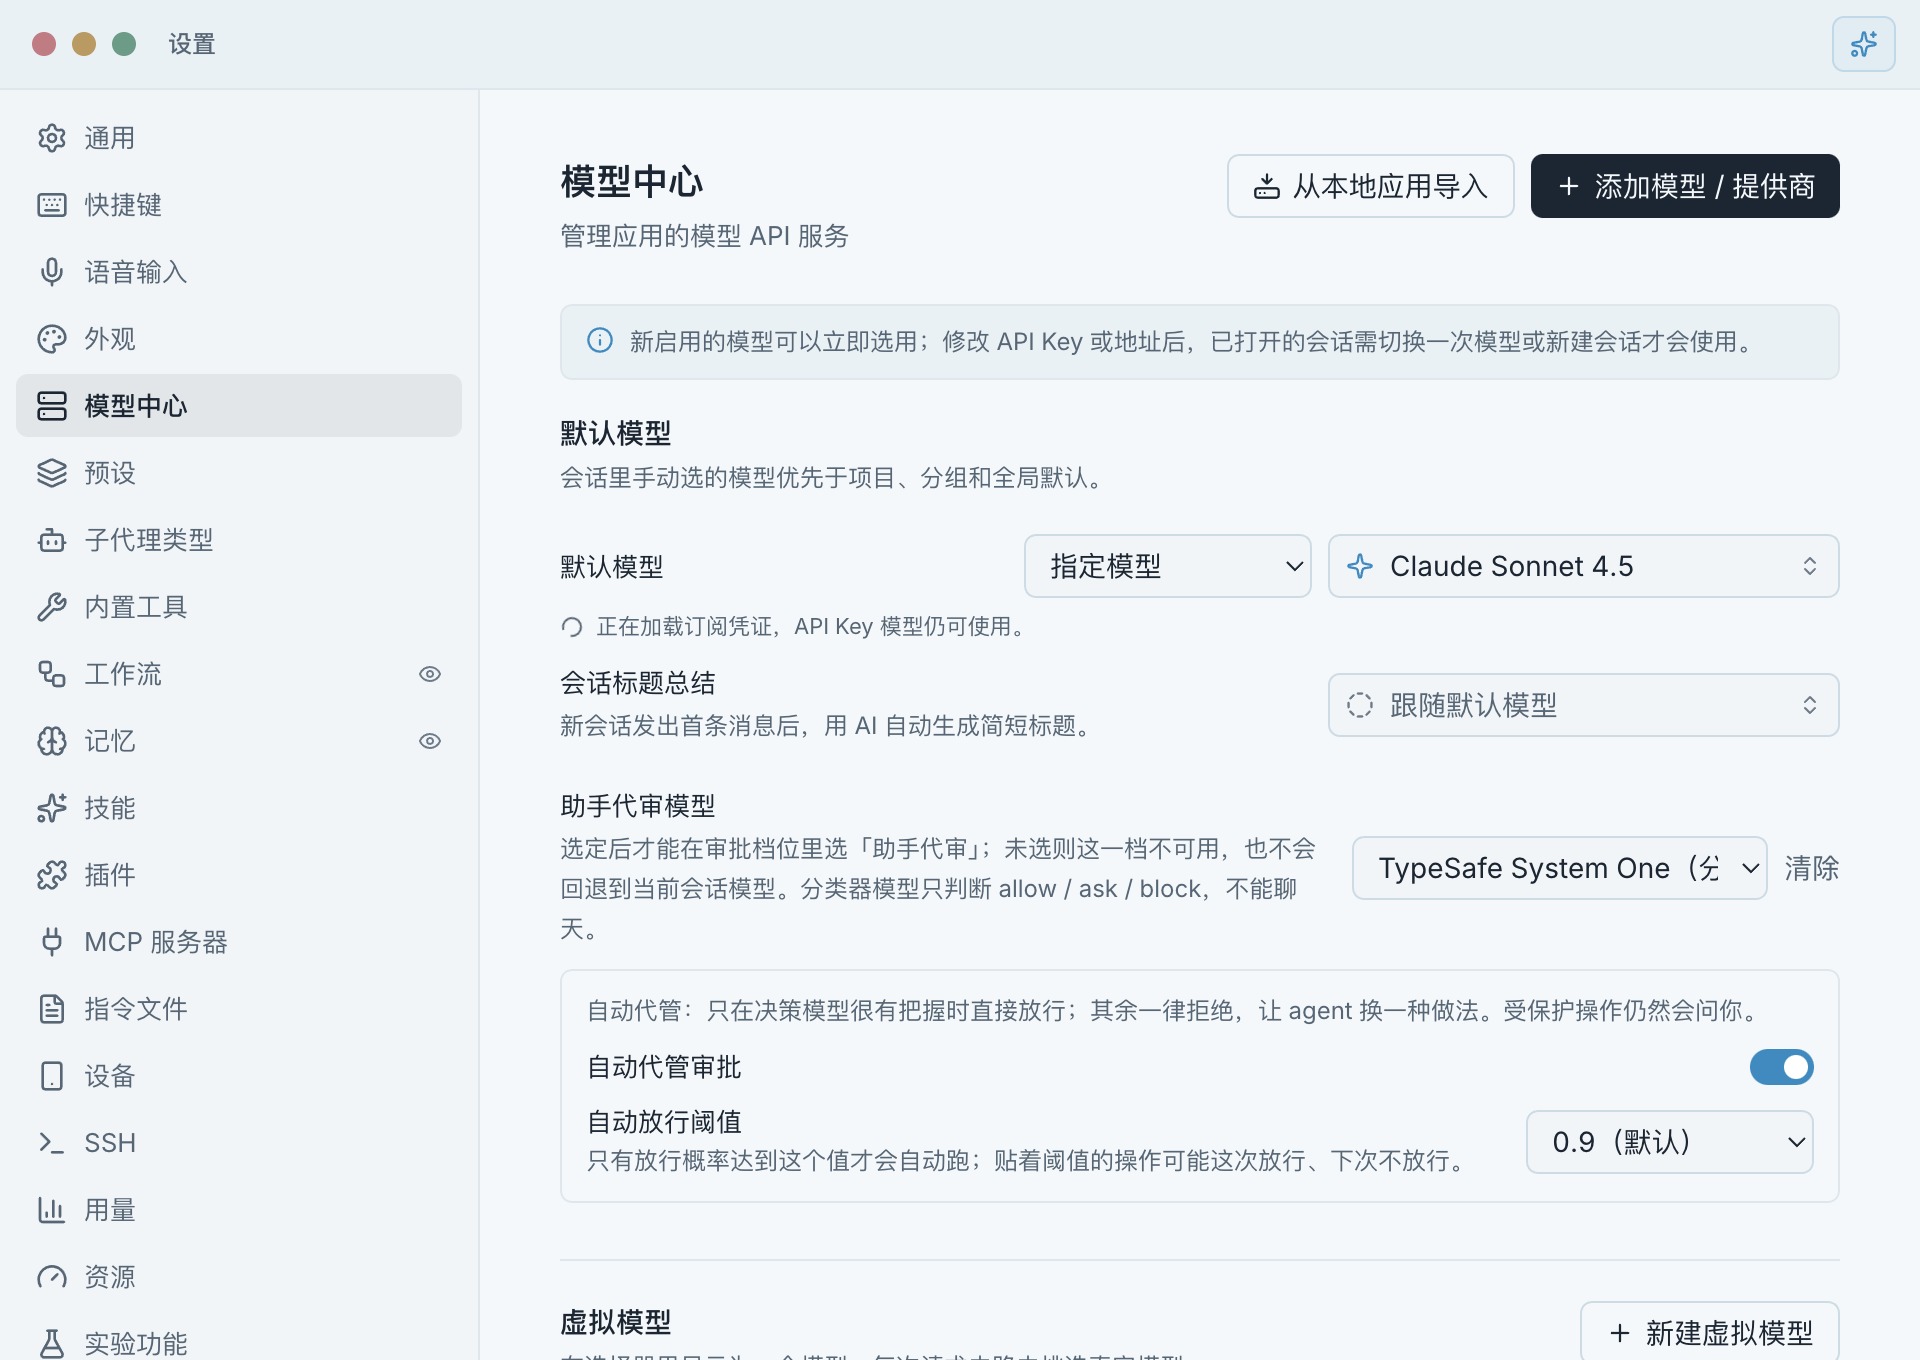 设置
通用
快捷键
语音输入
外观
模型中心
预设
子代理类型
内置工具
工作流
记忆
技能
插件
MCP 服务器
指令文件
设备
SSH
用量
资源
实验功能
模型中心
管理应用的模型 API 服务
从本地应用导入
添加模型 / 提供商
新启用的模型可以立即选用；修改 API Key 或地址后，已打开的会话需切换一次模型或新建会话才会使用。
默认模型
会话里手动选的模型优先于项目、分组和全局默认。
默认模型
指定模型
Claude Sonnet 4.5
正在加载订阅凭证，API Key 模型仍可使用。
会话标题总结
新会话发出首条消息后，用 AI 自动生成简短标题。
跟随默认模型
助手代审模型
选定后才能在审批档位里选「助手代审」；未选则这一档不可用，也不会
回退到当前会话模型。分类器模型只判断 allow / ask / block，不能聊
天。
TypeSafe System One（分
清除
自动代管：只在决策模型很有把握时直接放行；其余一律拒绝，让 agent 换一种做法。受保护操作仍然会问你。
自动代管审批
自动放行阈值
只有放行概率达到这个值才会自动跑；贴着阈值的操作可能这次放行、下次不放行。
0.9（默认）
虚拟模型
新建虚拟模型